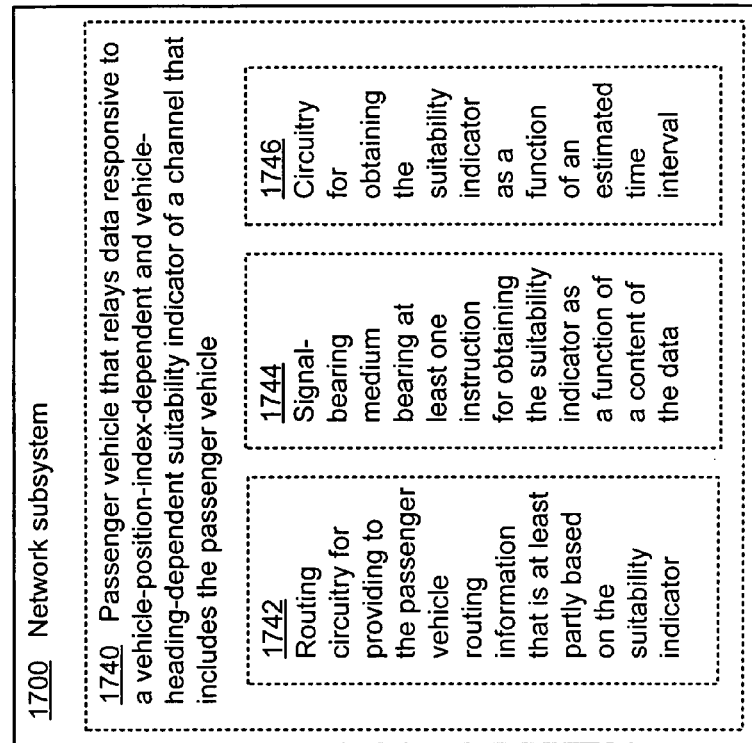 1700 Network subsystem
1740 Passenger vehicle that relays data responsive to
a vehicle-position-index-dependent and vehicle-
heading-dependent suitability indicator of a channel that
includes the passenger vehicle
1742
Routing
circuitry for
providing to
the passenger
vehicle
routing
information
that is at least
partly based
on the
suitability
indicator
1744
Signal-
bearing
medium
bearing at
least one
instruction
for obtaining
the suitability
indicator as
a function of
a content of
the data
1746
Circuitry
for
obtaining
the
suitability
indicator
as a
function
of an
estimated
time
interval